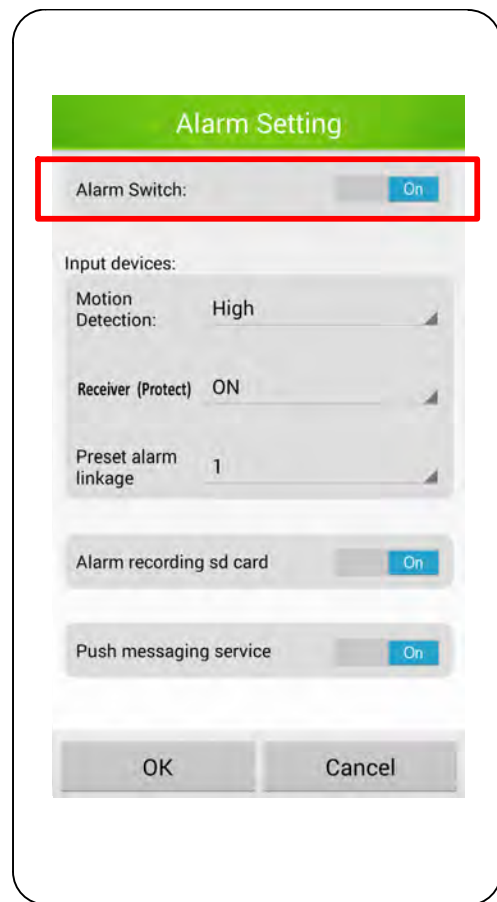 Alarm Setting
Alarm Switch: On
Input devices:
Motion
Detection: High
Receiver (Protect) ON
Preset alarm
linkage 1
Alarm recording sd card On
Push messaging service On
OK Cancel